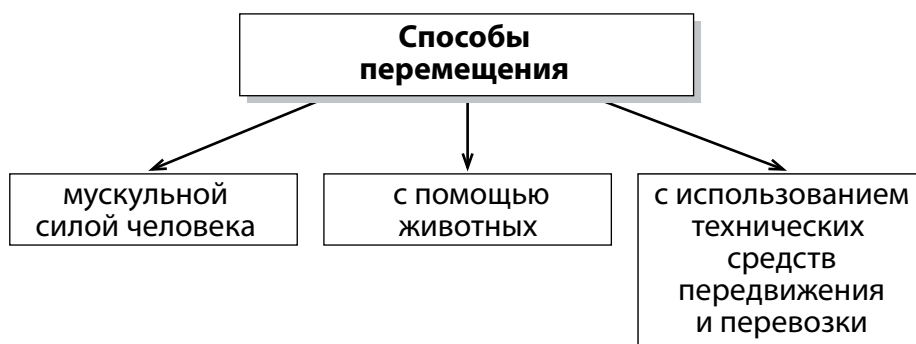 Способы
перемещения
мускульной
силой человека
с помощью
животных
с использованием
технических
средств
передвижения
и перевозки